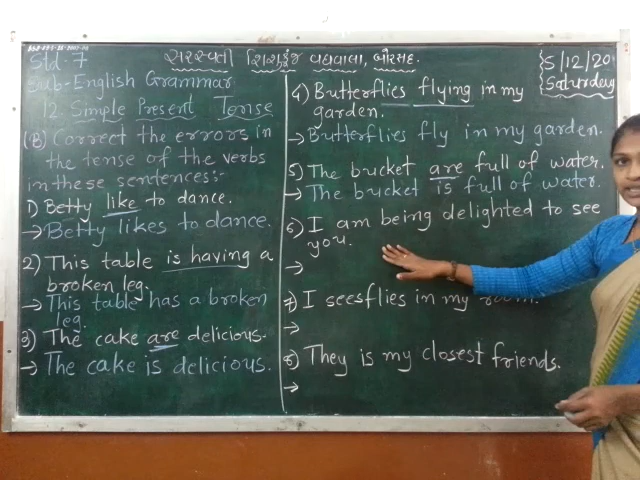 Std:7
સરસ્વતી શિશુકુંજ વઘવાલા, બોરસદ.
5/12/20
Saturday
Sub-English Grammar
12 Simple Present Tense
(B) Correct the errors in
the tense of the verbs
in these sentences:-
1) Betty like to dance.
→ Betty likes to dance.
2) This table is having a
broken leg.
→ This table has a broken
leg.
3) The cake are delicious.
→ The cake is delicious.
4) Butterflies flying in my
garden.
→ Butterflies fly in my garden.
5) The bucket are full of water.
→ The bucket is full of water.
6) I am being delighted to see
you.
→
7) I seesflies in my room.
→
8) They is my closest friends.
→